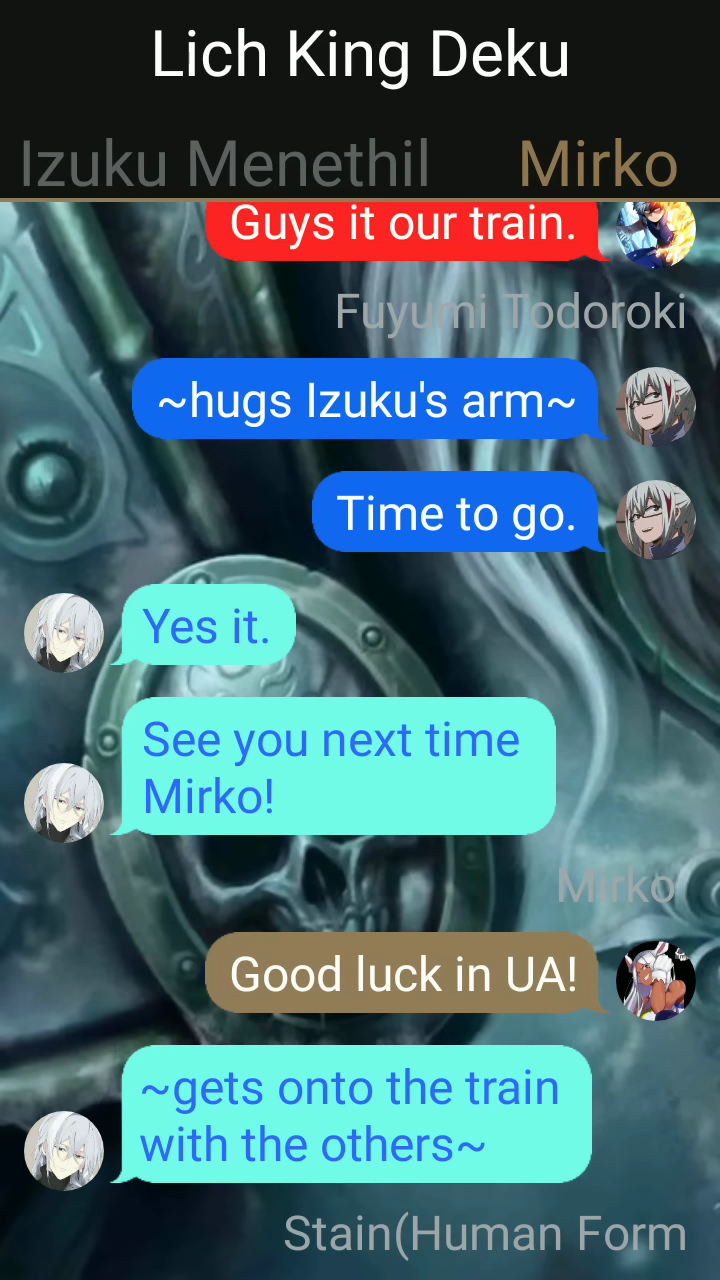 Lich King Deku
Izuku Menethil
Mirko
Guys it our train.
Fuyumi Todoroki
~hugs Izuku's arm~
Time to go.
Yes it.
See you next time
Mirko!
Mirko
Good luck in UA!
~gets onto the train
with the others~
Stain(Human Form